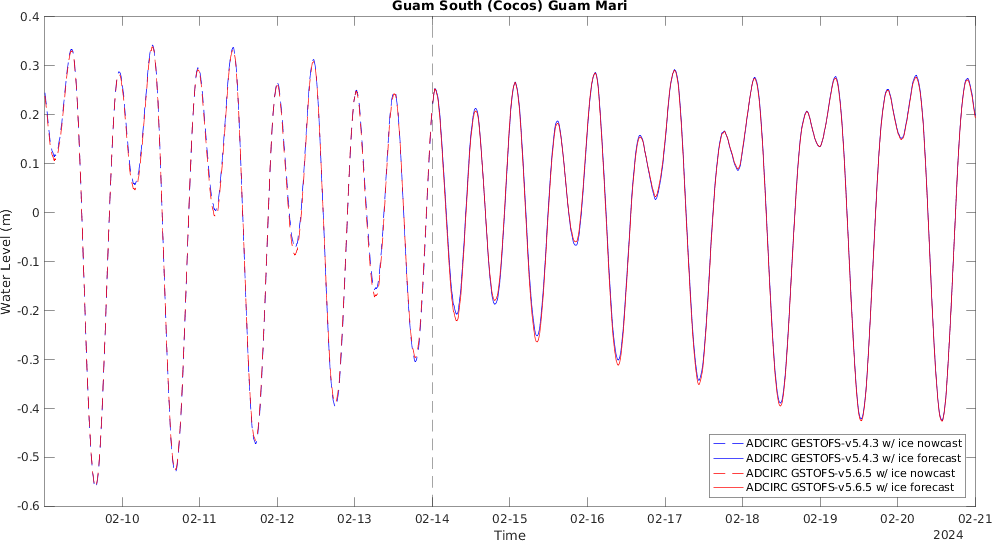 Guam South (Cocos) Guam Mari
0.4
0.3
0.2
0.1
0
-0.1
-0.2
-0.3
-0.4
-0.5
-0.6
Water Level (m)
ADCIRC GESTOFS-v5.4.3 w/ ice nowcast
ADCIRC GESTOFS-v5.4.3 w/ ice forecast
ADCIRC GSTOFS-v5.6.5 w/ ice nowcast
ADCIRC GSTOFS-v5.6.5 w/ ice forecast
02-10 02-11 02-12 02-13 02-14 02-15 02-16 02-17 02-18 02-19 02-20 02-21
Time
2024